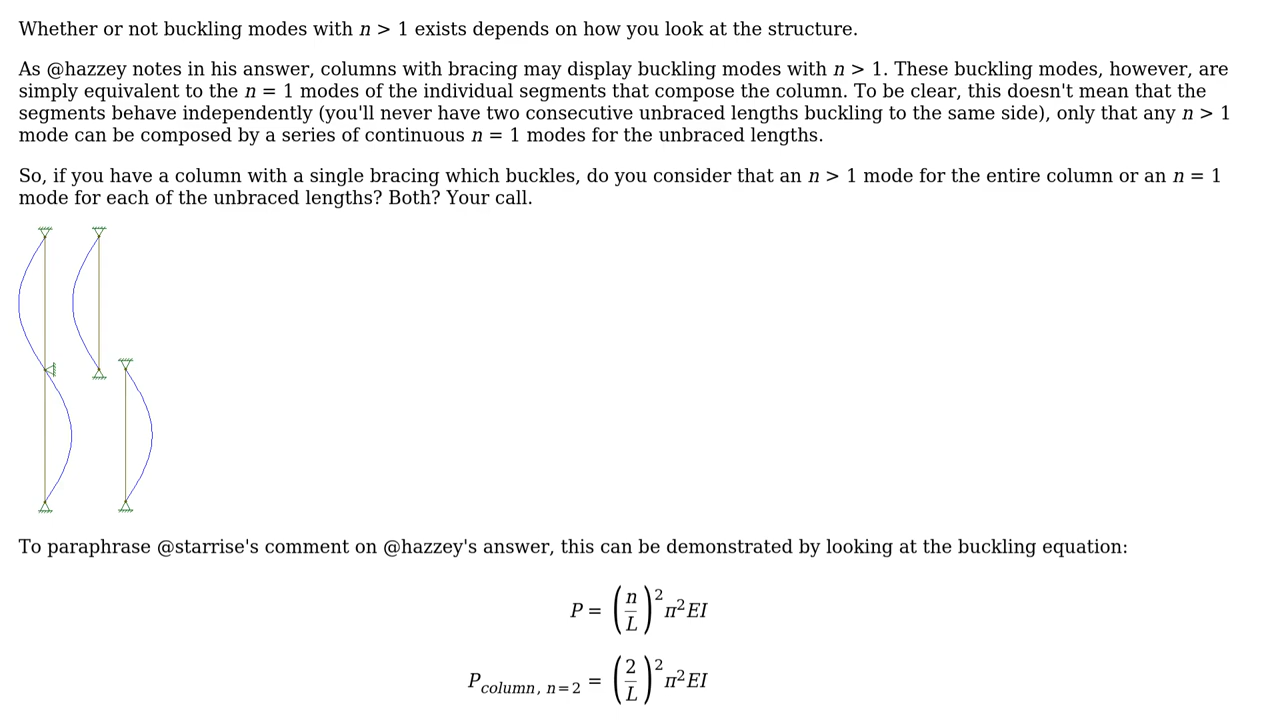 Whether or not buckling modes with n > 1 exists depends on how you look at the structure.
As @hazzey notes in his answer, columns with bracing may display buckling modes with n > 1. These buckling modes, however, are
simply equivalent to the n = 1 modes of the individual segments that compose the column. To be clear, this doesn't mean that the
segments behave independently (you'll never have two consecutive unbraced lengths buckling to the same side), only that any n > 1
mode can be composed by a series of continuous n = 1 modes for the unbraced lengths.
So, if you have a column with a single bracing which buckles, do you consider that an n > 1 mode for the entire column or an n = 1
mode for each of the unbraced lengths? Both? Your call.
To paraphrase @starrise's comment on @hazzey's answer, this can be demonstrated by looking at the buckling equation:
P = (n/L)² π²EI
P_column, n=2 = (2/L)² π²EI